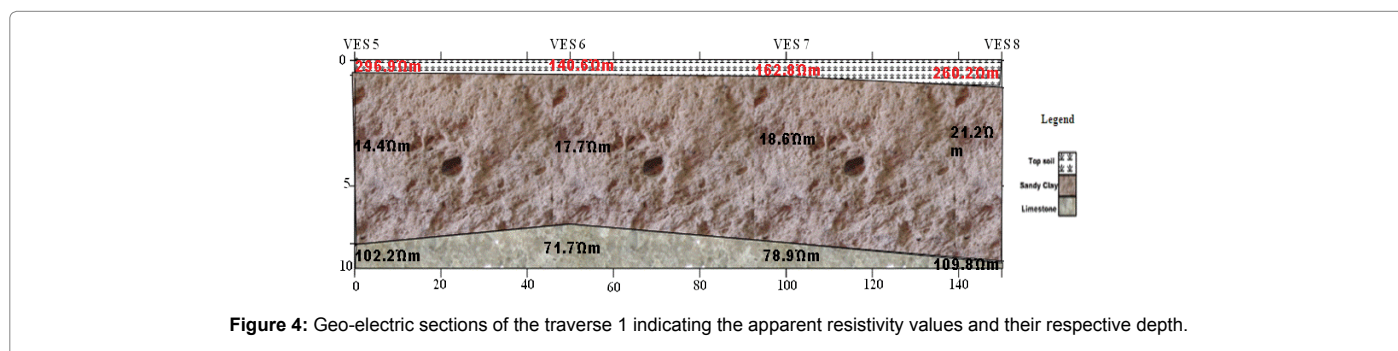 VES 5 VES 6 VES 7 VES 8
0
296.9Ωm 140.6Ωm 162.8Ωm 280.2Ωm
14.4Ωm 17.7Ωm 18.6Ωm 21.2Ω
m
5
102.2Ωm 71.7Ωm 78.9Ωm 109.8Ωm
10
0 20 40 60 80 100 120 140
Legend
Top soil
Sandy Clay
Limestone
Figure 4: Geo-electric sections of the traverse 1 indicating the apparent resistivity values and their respective depth.